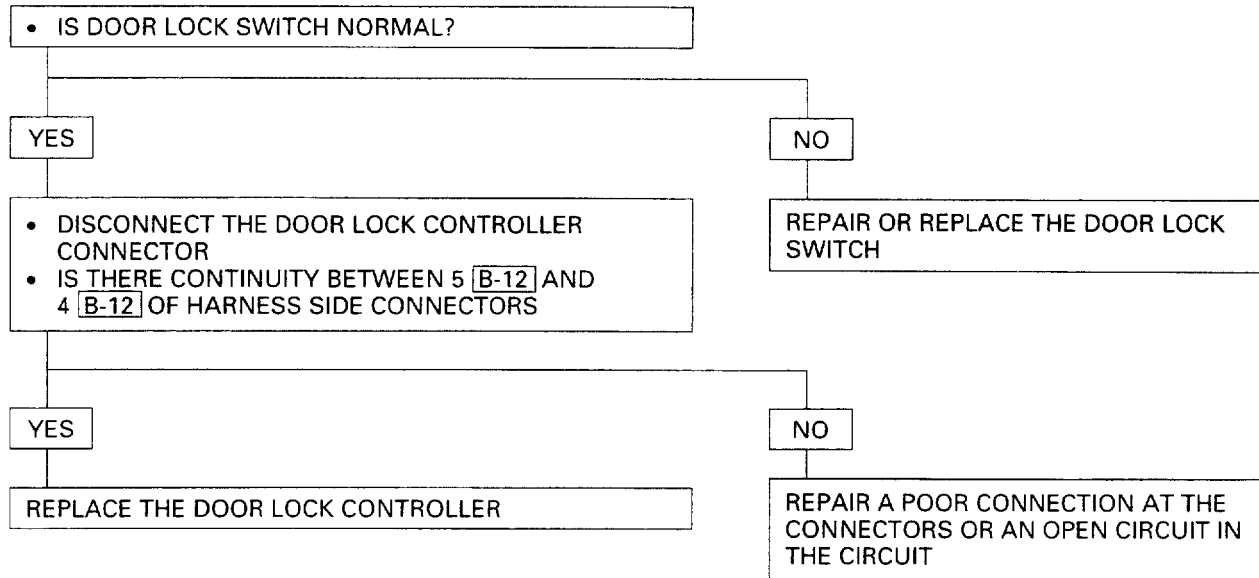 • IS DOOR LOCK SWITCH NORMAL?
YES
NO
• DISCONNECT THE DOOR LOCK CONTROLLER
CONNECTOR
• IS THERE CONTINUITY BETWEEN 5 B-12 AND
4 B-12 OF HARNESS SIDE CONNECTORS
REPAIR OR REPLACE THE DOOR LOCK
SWITCH
YES
NO
REPLACE THE DOOR LOCK CONTROLLER
REPAIR A POOR CONNECTION AT THE
CONNECTORS OR AN OPEN CIRCUIT IN
THE CIRCUIT